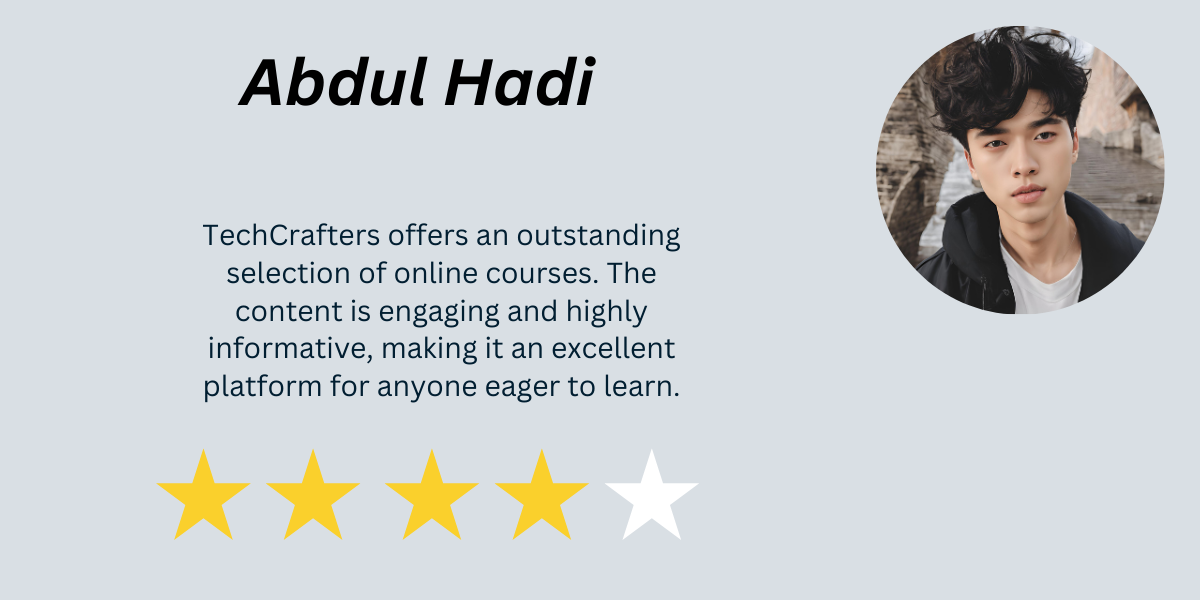 Abdul Hadi
TechCrafters offers an outstanding
selection of online courses. The
content is engaging and highly
informative, making it an excellent
platform for anyone eager to learn.